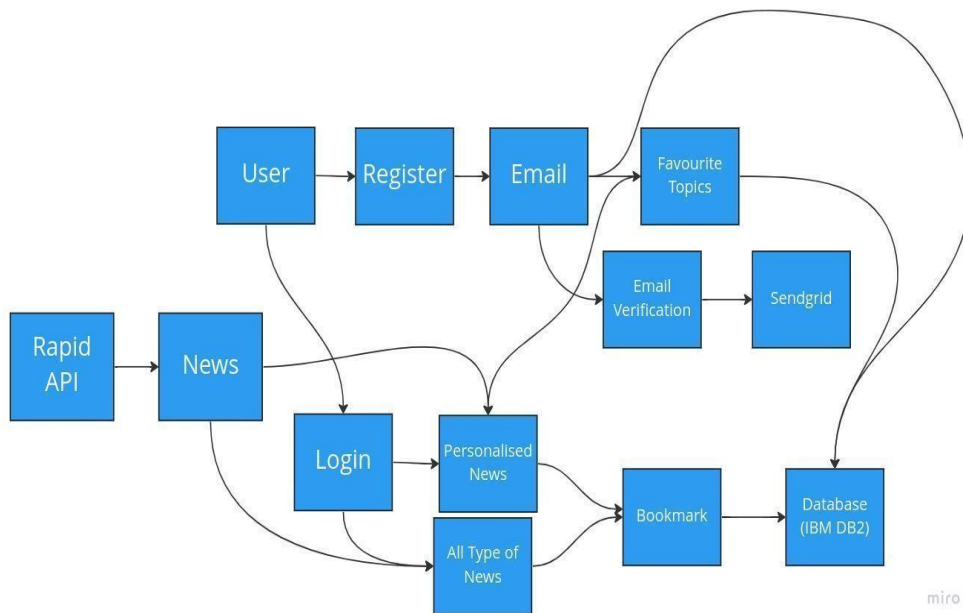 User
Register
Email
Favourite
Topics
Email
Verification
Sendgrid
Rapid
API
News
Login
Personalised
News
All Type of
News
Bookmark
Database
(IBM DB2)
miro